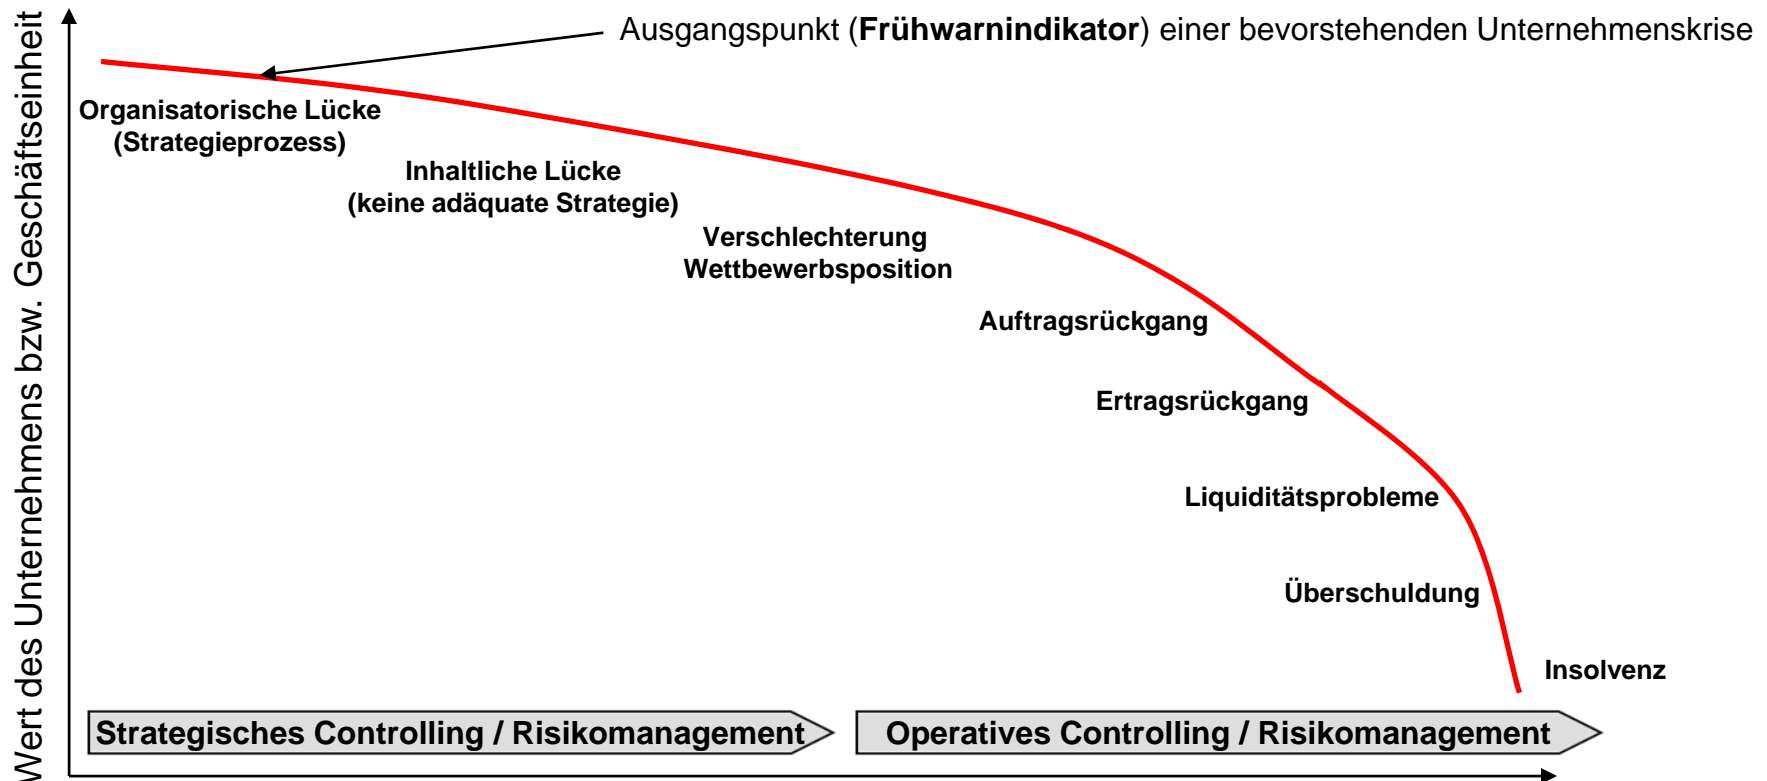 Wert des Unternehmens bzw. Geschäftseinheit
Ausgangspunkt (Frühwarnindikator) einer bevorstehenden Unternehmenskrise
Organisatorische Lücke
(Strategieprozess)
Inhaltliche Lücke
(keine adäquate Strategie)
Verschlechterung
Wettbewerbsposition
Auftragsrückgang
Ertragsrückgang
Liquiditätsprobleme
Überschuldung
Insolvenz
Strategisches Controlling / Risikomanagement
Operatives Controlling / Risikomanagement